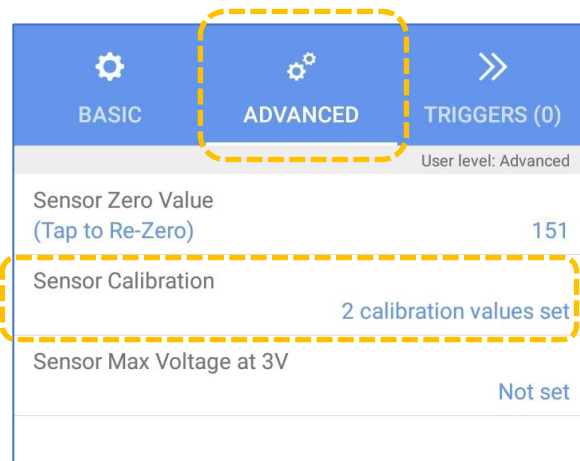 BASIC
ADVANCED
TRIGGERS (0)
User level: Advanced
Sensor Zero Value
(Tap to Re-Zero)
151
Sensor Calibration
2 calibration values set
Sensor Max Voltage at 3V
Not set